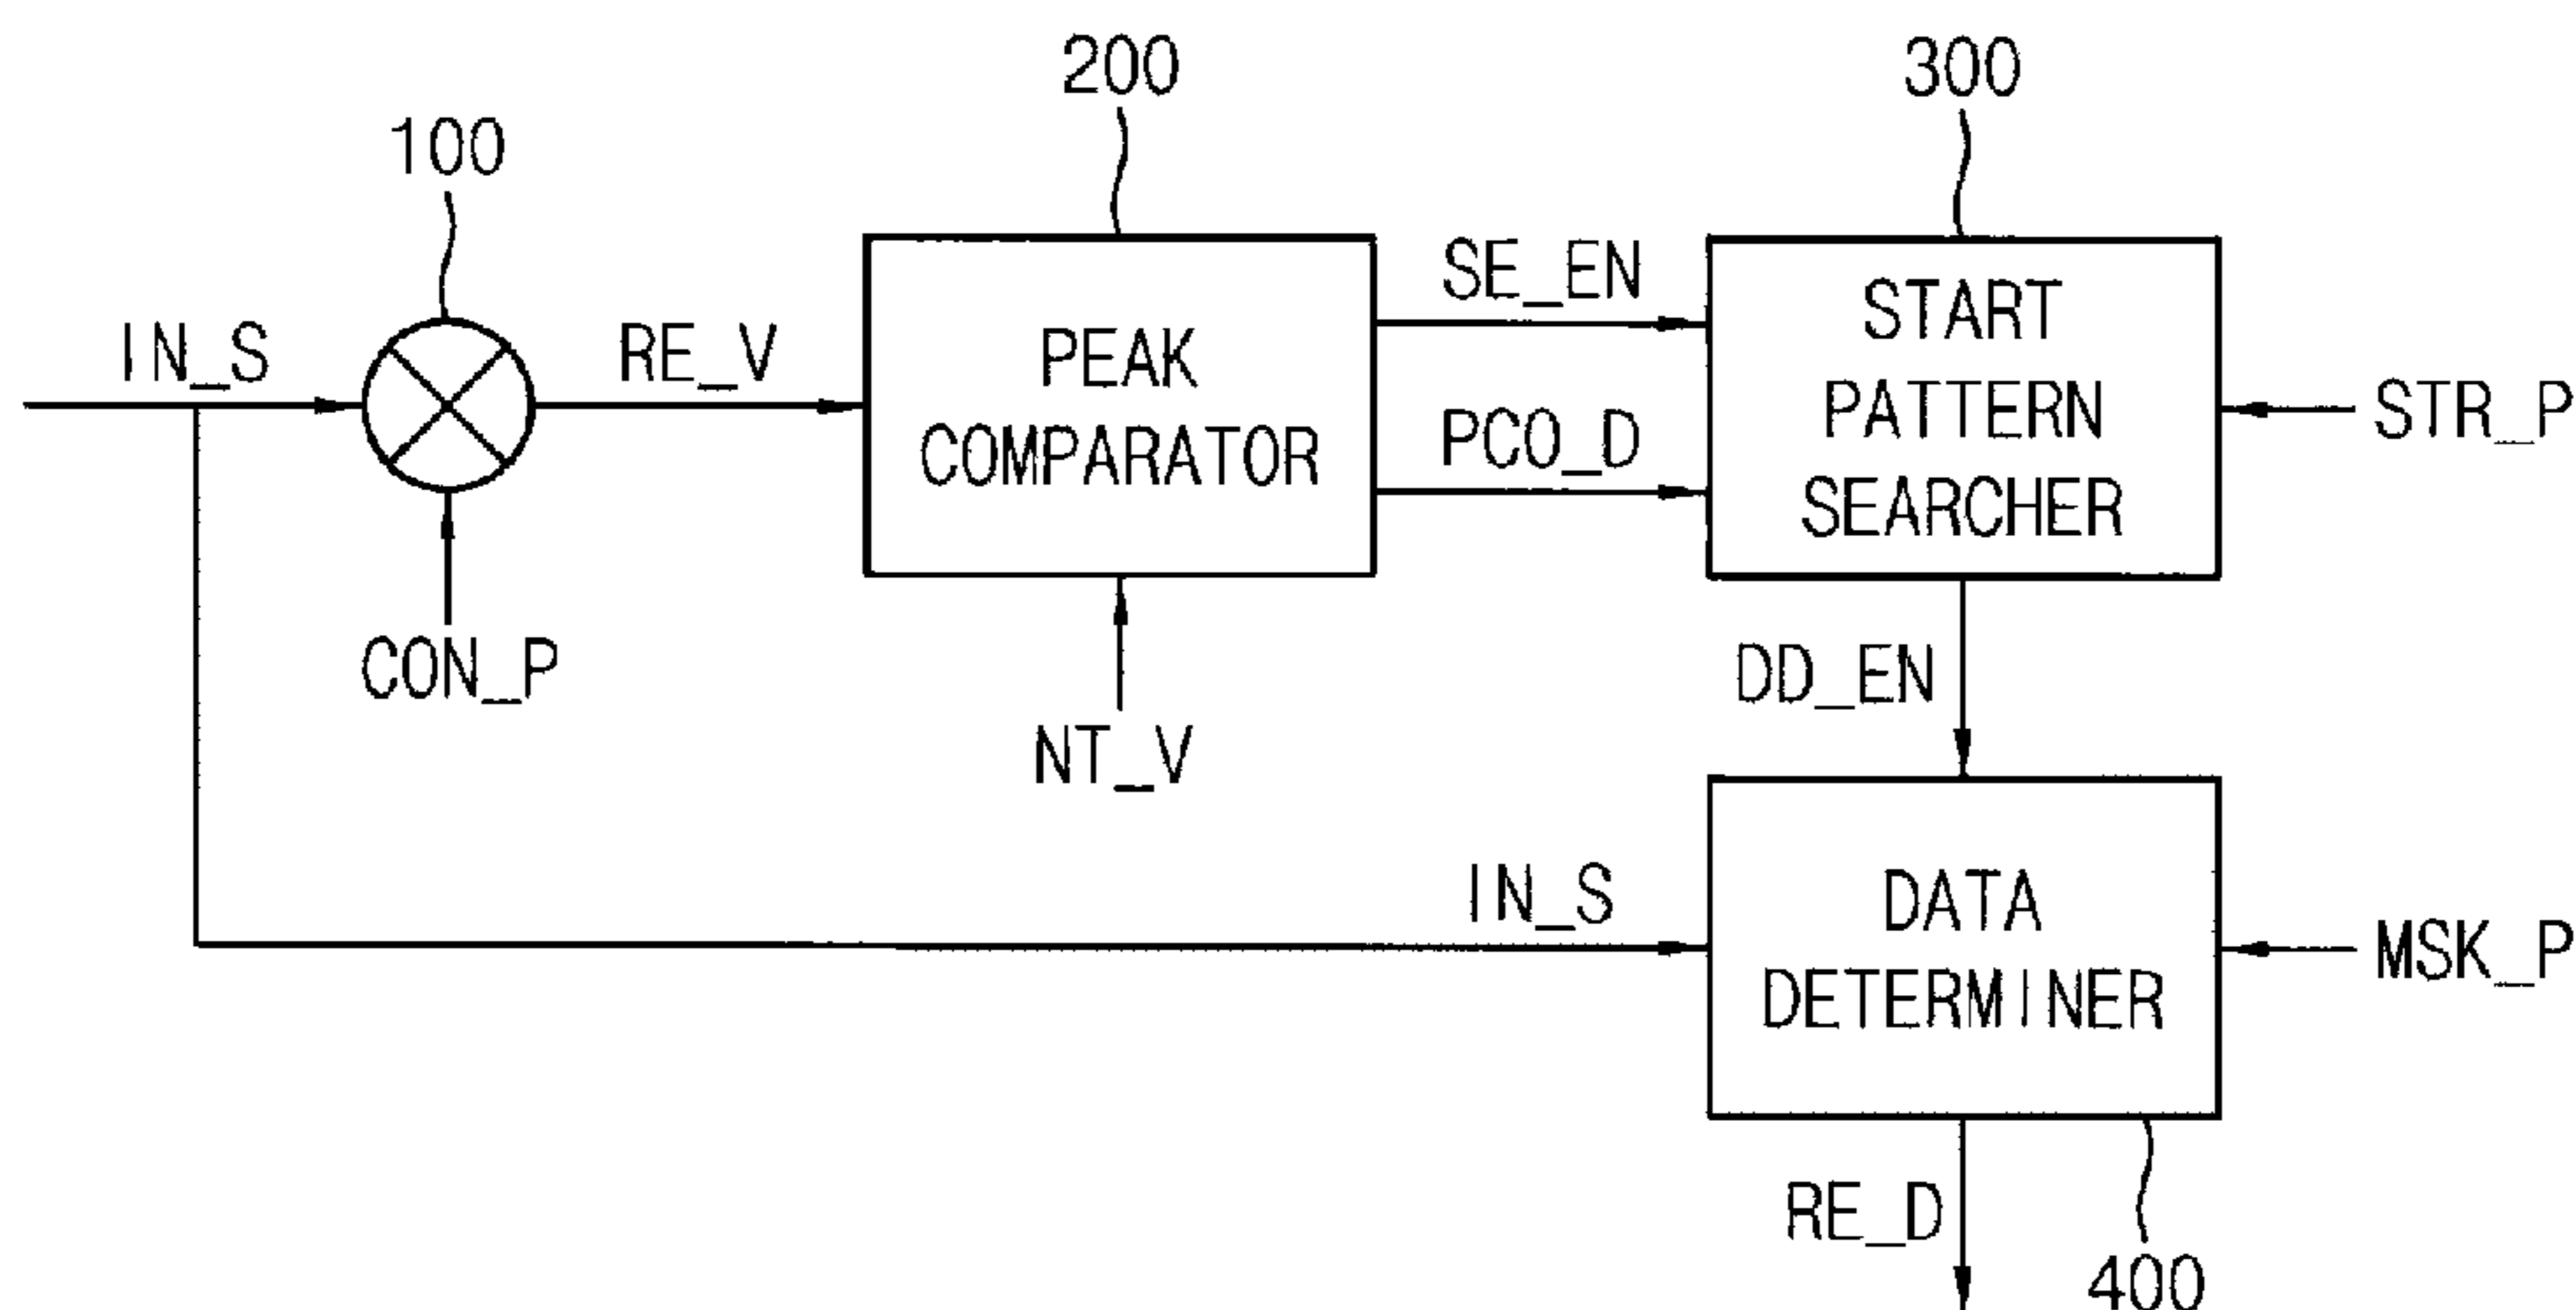 200
300
100
SE_EN
START
IN_S
RE_V
PEAK
PATTERN
STR_P
COMPARATOR
PCO_D
SEARCHER
CON_P
DD_EN
NT_V
IN_S
DATA
MSK_P
DETERMINER
RE_D
400